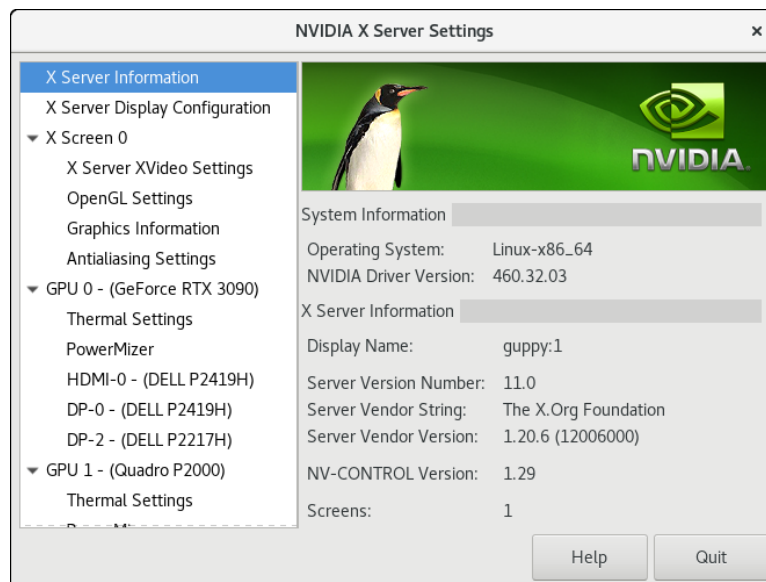 NVIDIA X Server Settings
×
X Server Information
X Server Display Configuration
X Screen 0
X Server XVideo Settings
OpenGL Settings
Graphics Information
Antialiasing Settings
GPU 0 - (GeForce RTX 3090)
Thermal Settings
PowerMizer
HDMI-0 - (DELL P2419H)
DP-0 - (DELL P2419H)
DP-2 - (DELL P2217H)
GPU 1 - (Quadro P2000)
Thermal Settings
NVIDIA.
System Information
Operating System: Linux-x86_64
NVIDIA Driver Version: 460.32.03
X Server Information
Display Name: guppy:1
Server Version Number: 11.0
Server Vendor String: The X.Org Foundation
Server Vendor Version: 1.20.6 (12006000)
NV-CONTROL Version: 1.29
Screens: 1
Help Quit